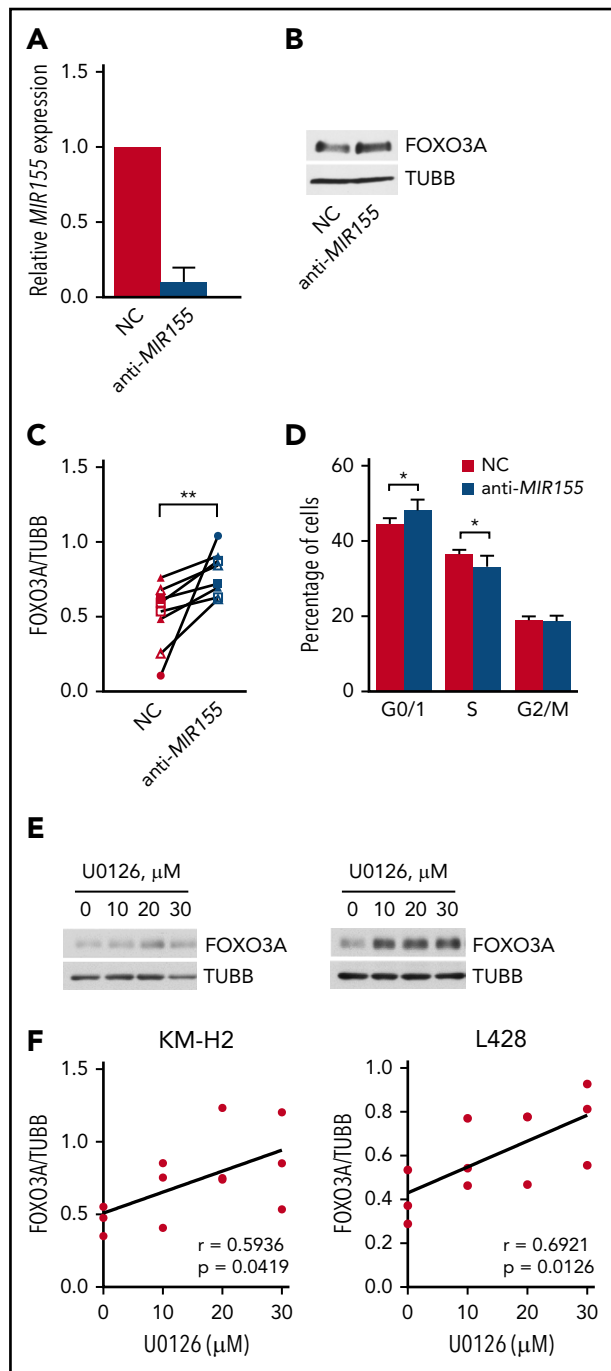 A
1.5
1.0
0.5
0.0
Relative MIR155 expression
NC
anti-MIR155
B
FOXO3A
TUBB
NC
anti-MIR155
C
1.5
1.0
0.5
0.0
FOXO3A/TUBB
**
NC
anti-MIR155
D
60
40
20
0
Percentage of cells
NC
anti-MIR155
*
*
G0/1 S G2/M
E
U0126, μM
0 10 20 30
FOXO3A
TUBB
U0126, μM
0 10 20 30
FOXO3A
TUBB
F
KM-H2
1.5
1.0
0.5
0.0
FOXO3A/TUBB
r = 0.5936
p = 0.0419
0 10 20 30
U0126 (μM)
L428
1.0
0.8
0.6
0.4
0.2
0.0
FOXO3A/TUBB
r = 0.6921
p = 0.0126
0 10 20 30
U0126 (μM)